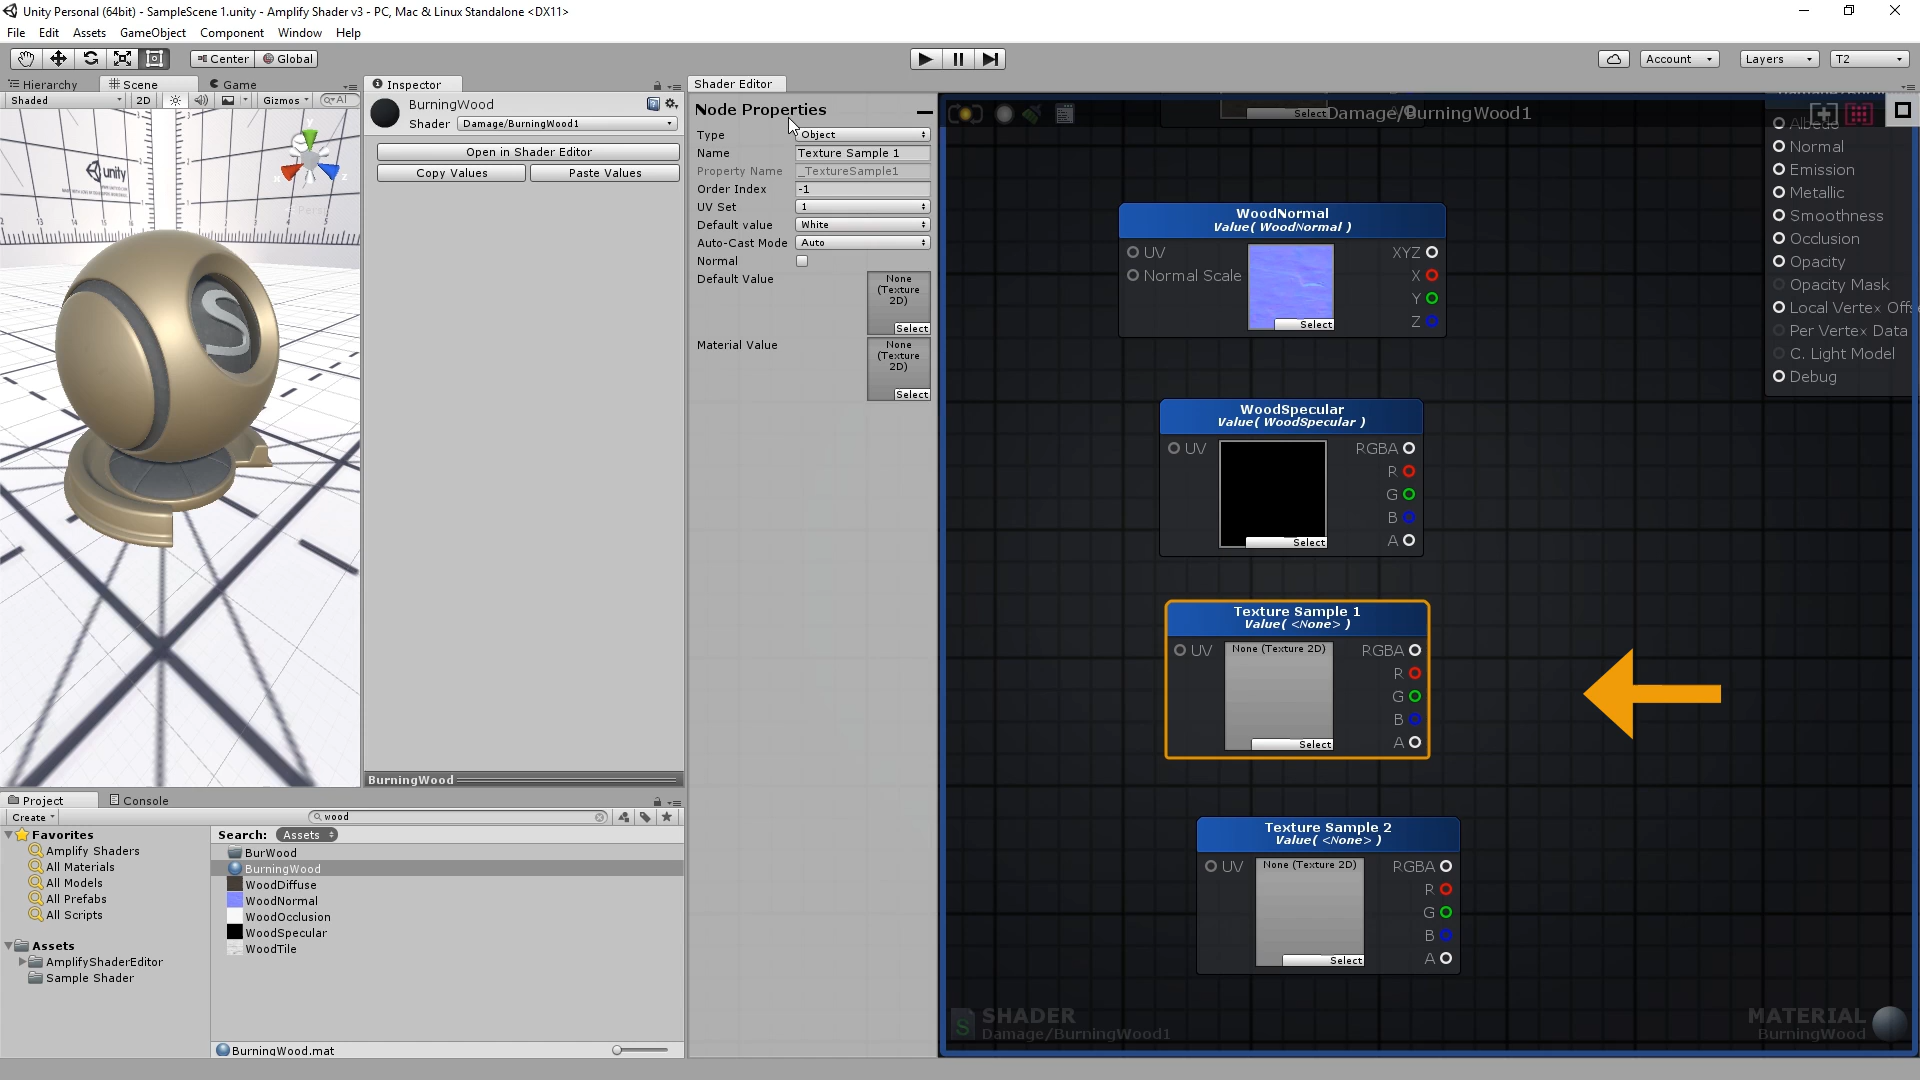 Unity Personal (64bit) - SampleScene 1.unity - Amplify Shader v3 - PC, Mac & Linux Standalone <DX11>
File Edit Assets GameObject Component Window Help
Center Global
Account Layers T2
Hierarchy Scene Game
Shaded 2D Gizmos All
unity
y
x
z
Inspector
BurningWood
Shader Damage/BurningWood1
Open in Shader Editor
Copy Values Paste Values
BurningWood
Shader Editor
Node Properties
Type Object
Name Texture Sample 1
Property Name _TextureSample1
Order Index -1
UV Set 1
Default value White
Auto-Cast Mode Auto
Normal
Default Value None (Texture 2D) Select
Material Value None (Texture 2D) Select
Select
Damage/BurningWood1
WoodNormal
Value( WoodNormal )
UV XYZ
Normal Scale X
Y
Z
Select
WoodSpecular
Value( WoodSpecular )
UV RGBA
R
G
B
A
Select
Texture Sample 1
Value( <None> )
UV None (Texture 2D) RGBA
R
G
B
A
Select
Texture Sample 2
Value( <None> )
UV None (Texture 2D) RGBA
R
G
B
A
Select
Albedo
Normal
Emission
Metallic
Smoothness
Occlusion
Opacity
Opacity Mask
Local Vertex Offs
Per Vertex Data
C. Light Model
Debug
S SHADER
Damage/BurningWood1
MATERIAL
BurningWood
Project Console
Create wood
Favorites
Amplify Shaders
All Materials
All Models
All Prefabs
All Scripts
Assets
AmplifyShaderEditor
Sample Shader
Search: Assets
BurWood
BurningWood
WoodDiffuse
WoodNormal
WoodOcclusion
WoodSpecular
WoodTile
BurningWood.mat